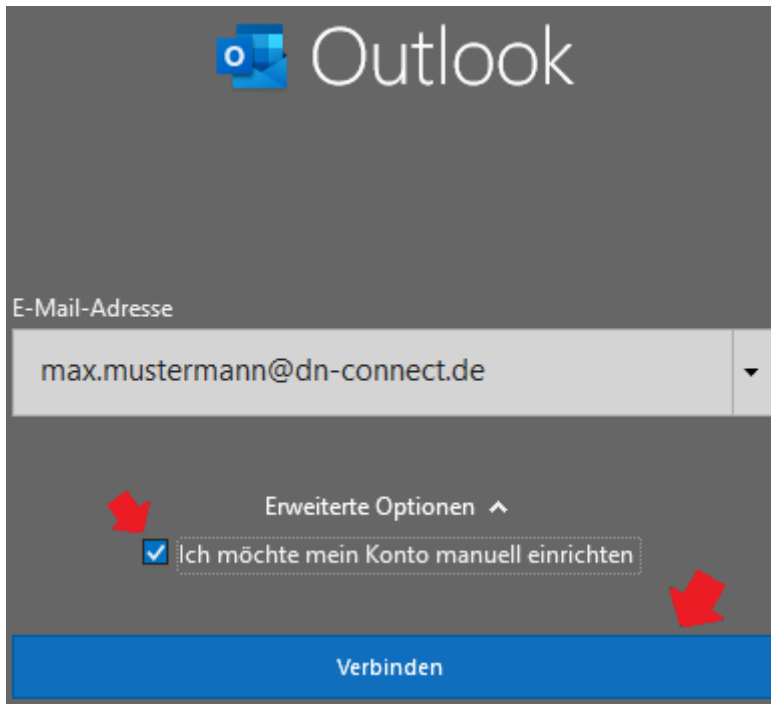 Outlook
E-Mail-Adresse
max.mustermann@dn-connect.de
Erweiterte Optionen
Ich möchte mein Konto manuell einrichten
Verbinden